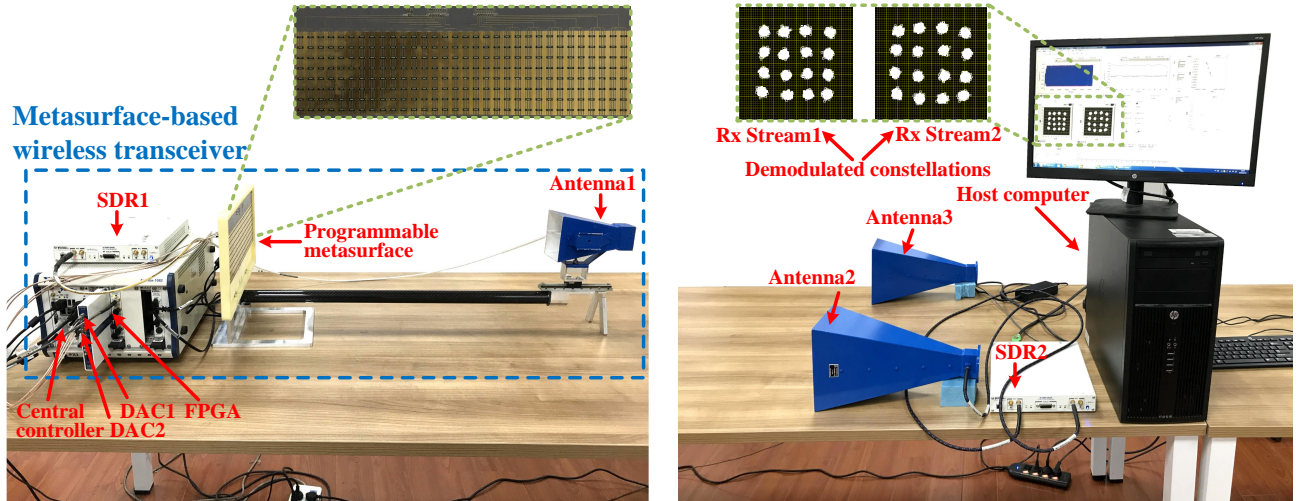 Metasurface-based
wireless transceiver
SDR1
Antenna1
Programmable
metasurface
Central
controller
DAC1
DAC2
FPGA
Rx Stream1
Rx Stream2
Demodulated constellations
Host computer
Antenna3
Antenna2
SDR2
hp